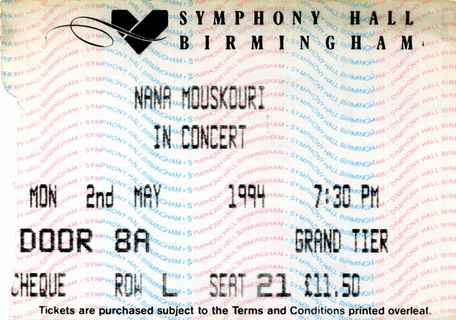 SYMPHONY HALL
BIRMINGHAM
NANA MOUSKOURI
IN CONCERT
MON 2nd MAY 1994 7:30 PM
DOOR 8A GRAND TIER
CHEQUE ROW L SEAT 21 £11.50
Tickets are purchased subject to the Terms and Conditions printed overleaf.